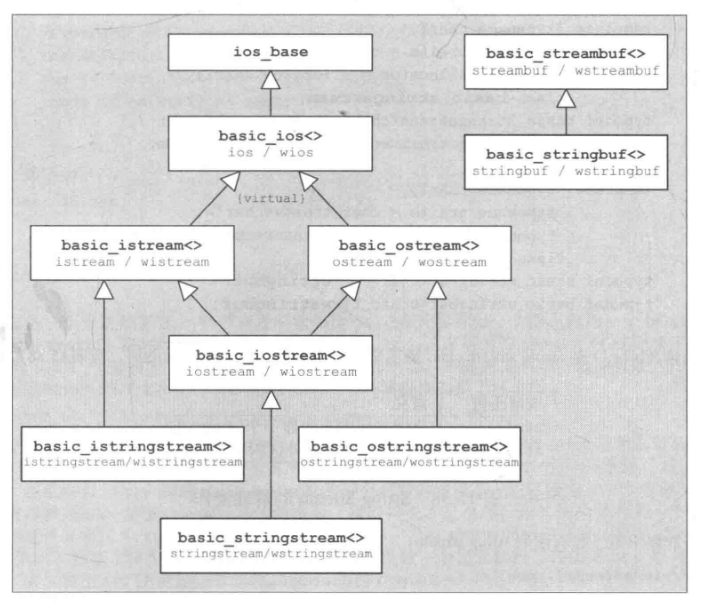 ios_base
basic_streambuf<>
streambuf / wstreambuf
basic_ios<>
ios / wios
basic_stringbuf<>
stringbuf / wstringbuf
{virtual}
basic_istream<>
istream / wistream
basic_ostream<>
ostream / wostream
basic_iostream<>
iostream / wiostream
basic_istringstream<>
istringstream/wistringstream
basic_ostringstream<>
ostringstream/wostringstream
basic_stringstream<>
stringstream/wstringstream